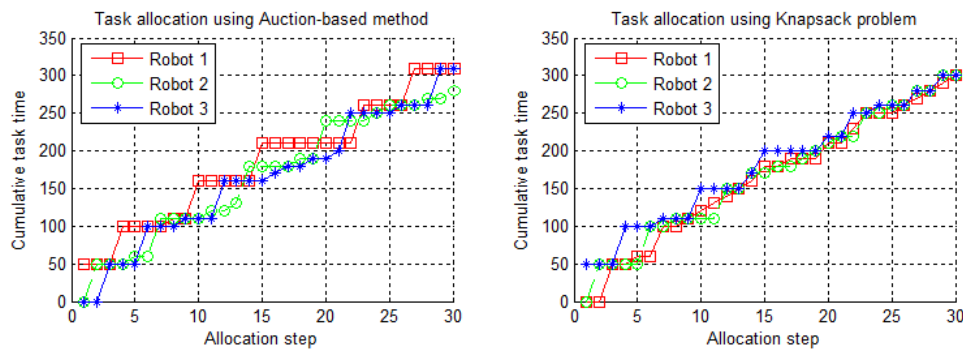 Task allocation using Auction-based method
350
300
250
200
150
100
50
0
Cumulative task time
Robot 1
Robot 2
Robot 3
0
5
10
15
20
25
30
Allocation step
Task allocation using Knapsack problem
350
300
250
200
150
100
50
0
Cumulative task time
Robot 1
Robot 2
Robot 3
0
5
10
15
20
25
30
Allocation step